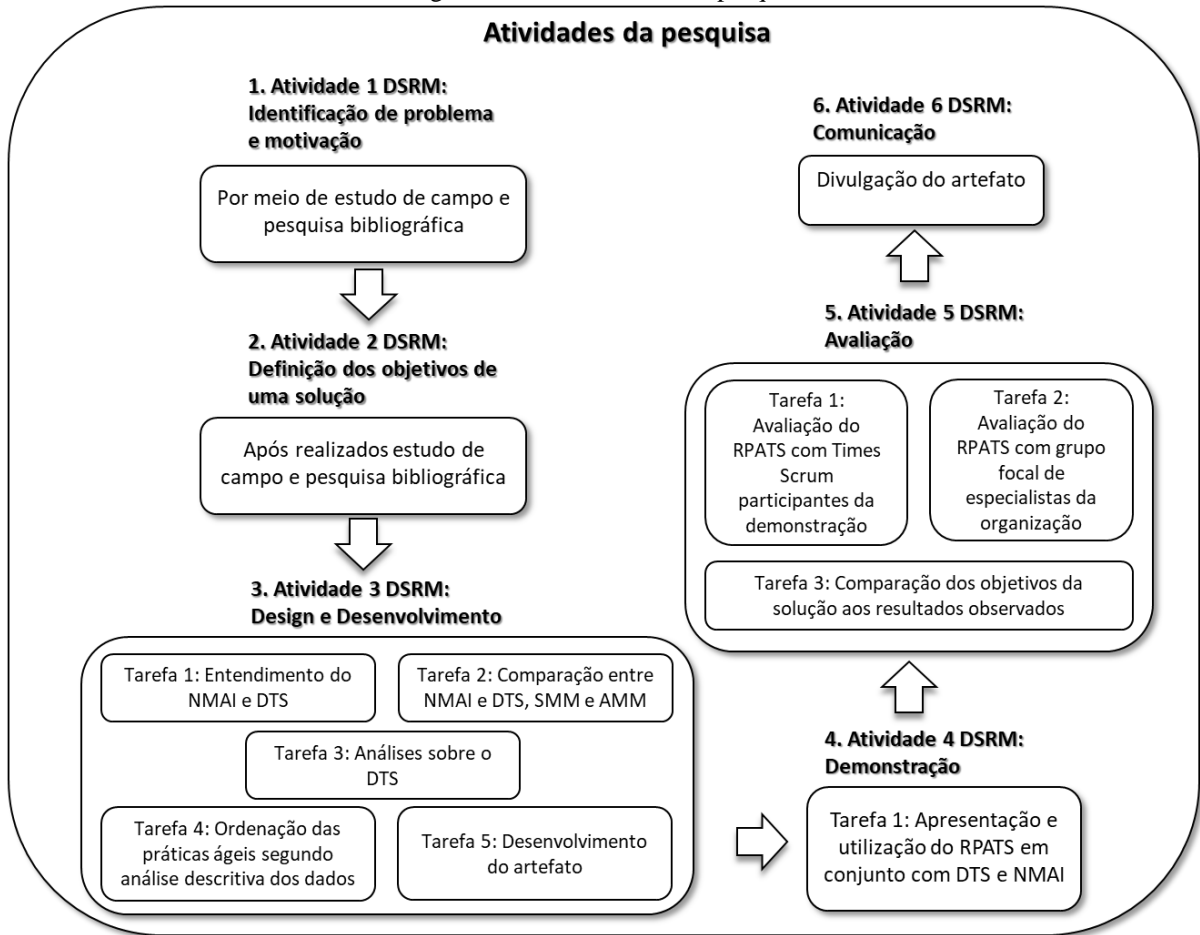 Atividades da pesquisa
1. Atividade 1 DSRM:
Identificação de problema
e motivação
Por meio de estudo de campo e
pesquisa bibliográfica
2. Atividade 2 DSRM:
Definição dos objetivos de
uma solução
Após realizados estudo de
campo e pesquisa bibliográfica
3. Atividade 3 DSRM:
Design e Desenvolvimento
Tarefa 1: Entendimento do
NMAI e DTS
Tarefa 2: Comparação entre
NMAI e DTS, SMM e AMM
Tarefa 3: Análises sobre o
DTS
Tarefa 4: Ordenação das
práticas ágeis segundo
análise descritiva dos dados
Tarefa 5: Desenvolvimento
do artefato
4. Atividade 4 DSRM:
Demonstração
Tarefa 1: Apresentação e
utilização do RPATS em
conjunto com DTS e NMAI
5. Atividade 5 DSRM:
Avaliação
Tarefa 1:
Avaliação do
RPATS com Times
Scrum
participantes da
demonstração
Tarefa 2:
Avaliação do
RPATS com grupo
focal de
especialistas da
organização
Tarefa 3: Comparação dos objetivos da
solução aos resultados observados
6. Atividade 6 DSRM:
Comunicação
Divulgação do artefato